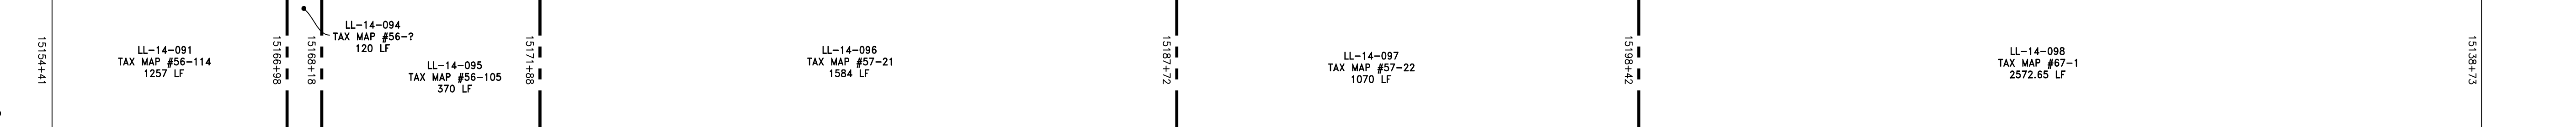 15154+41
LL-14-091
TAX MAP #56-114
1257 LF
15166+98
15168+18
LL-14-094
TAX MAP #56-?
120 LF
LL-14-095
TAX MAP #56-105
370 LF
15171+88
LL-14-096
TAX MAP #57-21
1584 LF
15187+72
LL-14-097
TAX MAP #57-22
1070 LF
15198+42
LL-14-098
TAX MAP #67-1
2572.65 LF
15138+73